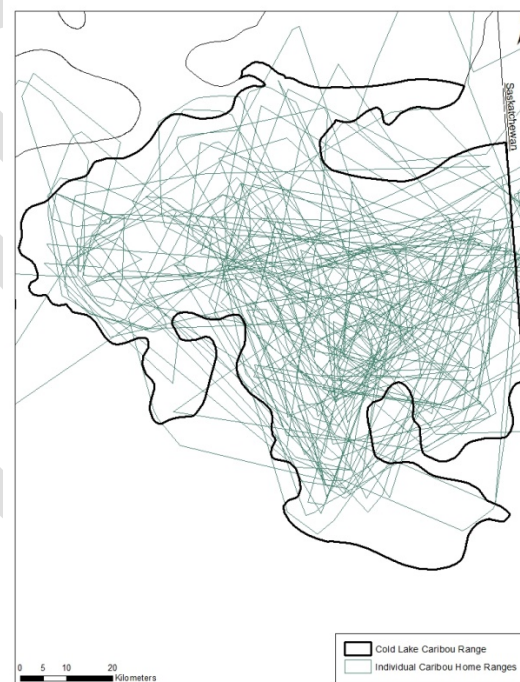 Saskatchewan
0 5 10 20
Kilometers
Cold Lake Caribou Range
Individual Caribou Home Ranges